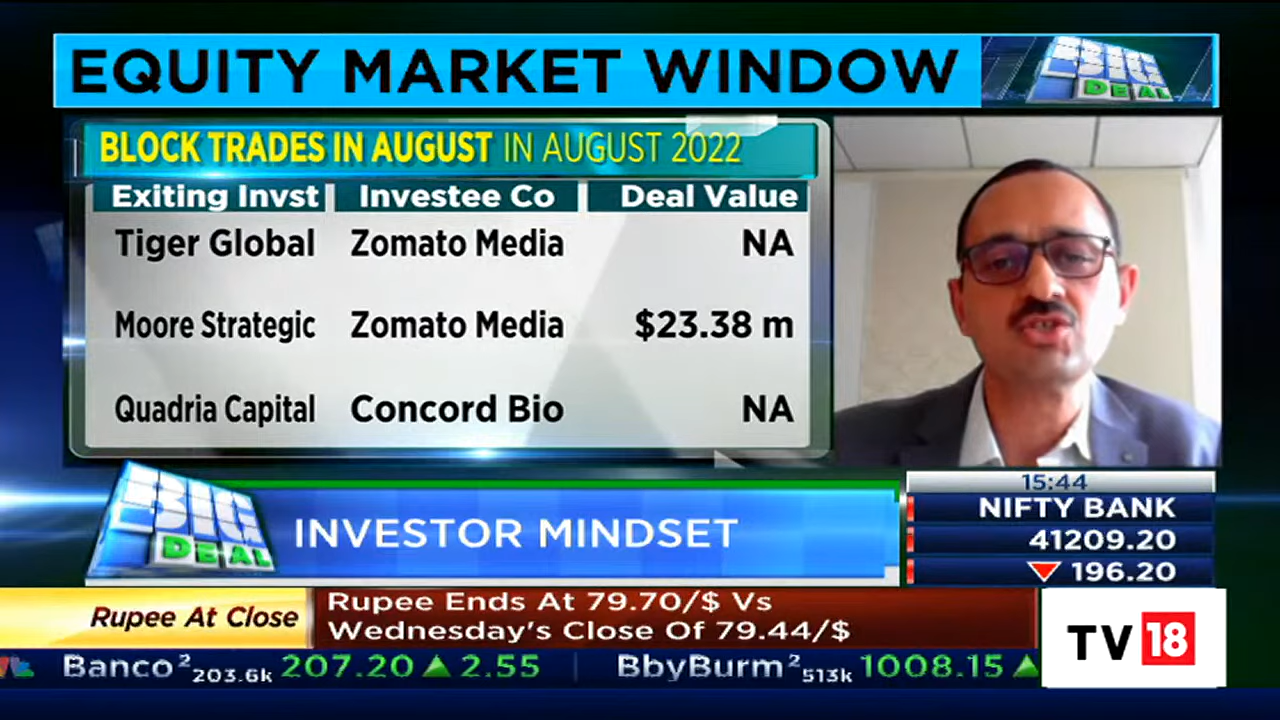 EQUITY MARKET WINDOW
BIG
DEAL
BLOCK TRADES IN AUGUST IN AUGUST 2022
Exiting Invst Investee Co Deal Value
Tiger Global Zomato Media NA
Moore Strategic Zomato Media $23.38 m
Quadria Capital Concord Bio NA
BIG
DEAL
INVESTOR MINDSET
15:44
NIFTY BANK
41209.20
196.20
Rupee At Close
Rupee Ends At 79.70/$ Vs
Wednesday's Close Of 79.44/$
TV18
Banco² 203.6k 207.20 ▲ 2.55 BbyBurm² 513k 1008.15 ▲